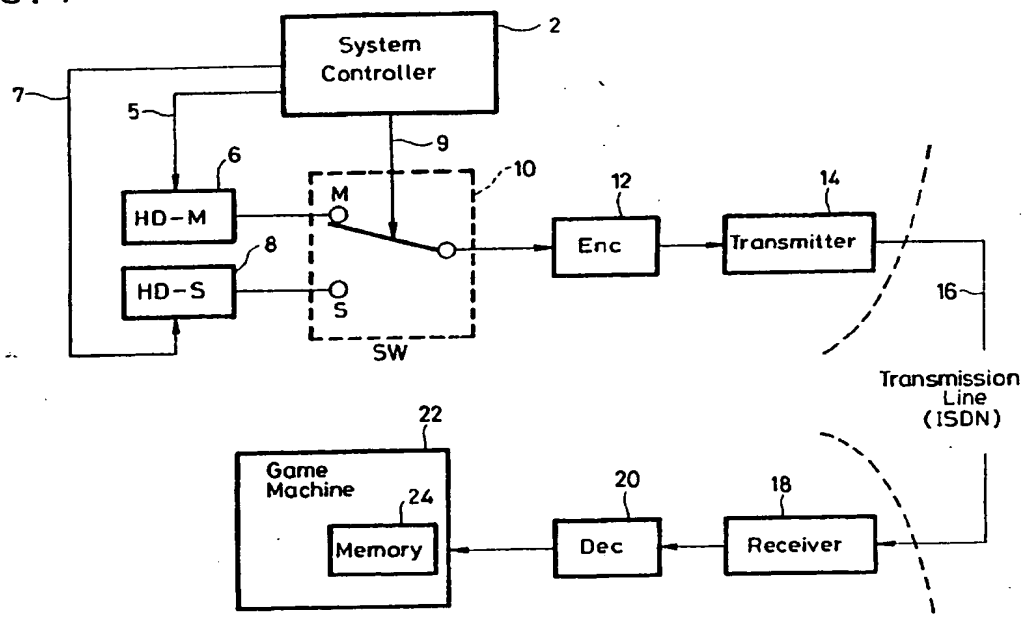 2
System
Controller
7
5
9
6
M
10
12
14
HD-M
Enc
Transmitter
8
HD-S
S
16
SW
Transmission
Line
(ISDN)
22
Game
Machine
24
20
18
Memory
Dec
Receiver